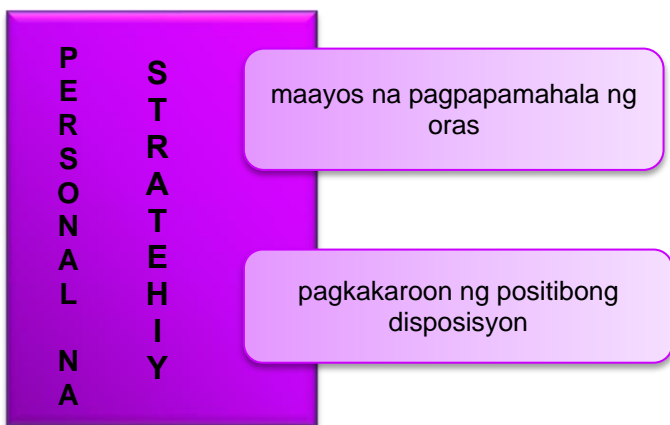 PERSONAL NA
STRATEHIY
maayos na pagpapamahala ng
oras
pagkakaroon ng positibong
disposisyon